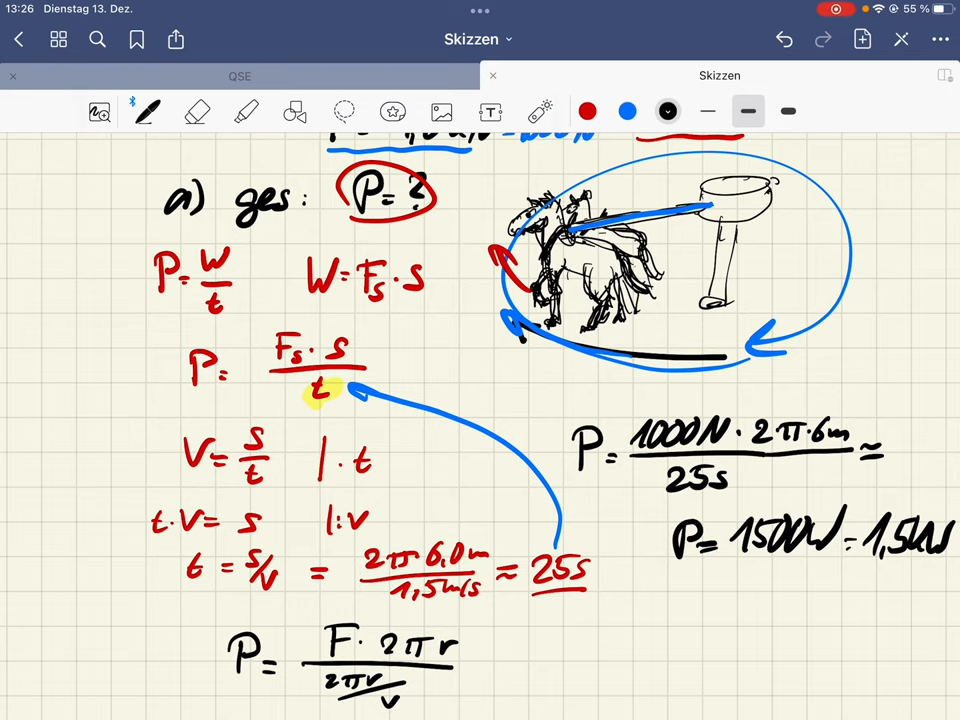 13:26 Dienstag 13. Dez. 55 %
Skizzen
QSE
Skizzen
a) ges: P=?
P= W/t W=Fs·s
P= Fs·s/t
V= s/t |·t
t·V= s |:v
t = s/v = 2π 6,0m/1,5m/s ≈ 25s
P= F·2πr/(2πr/v)
P= 1000N·2π·6m/25s ≈
P= 1500W=1,5kW